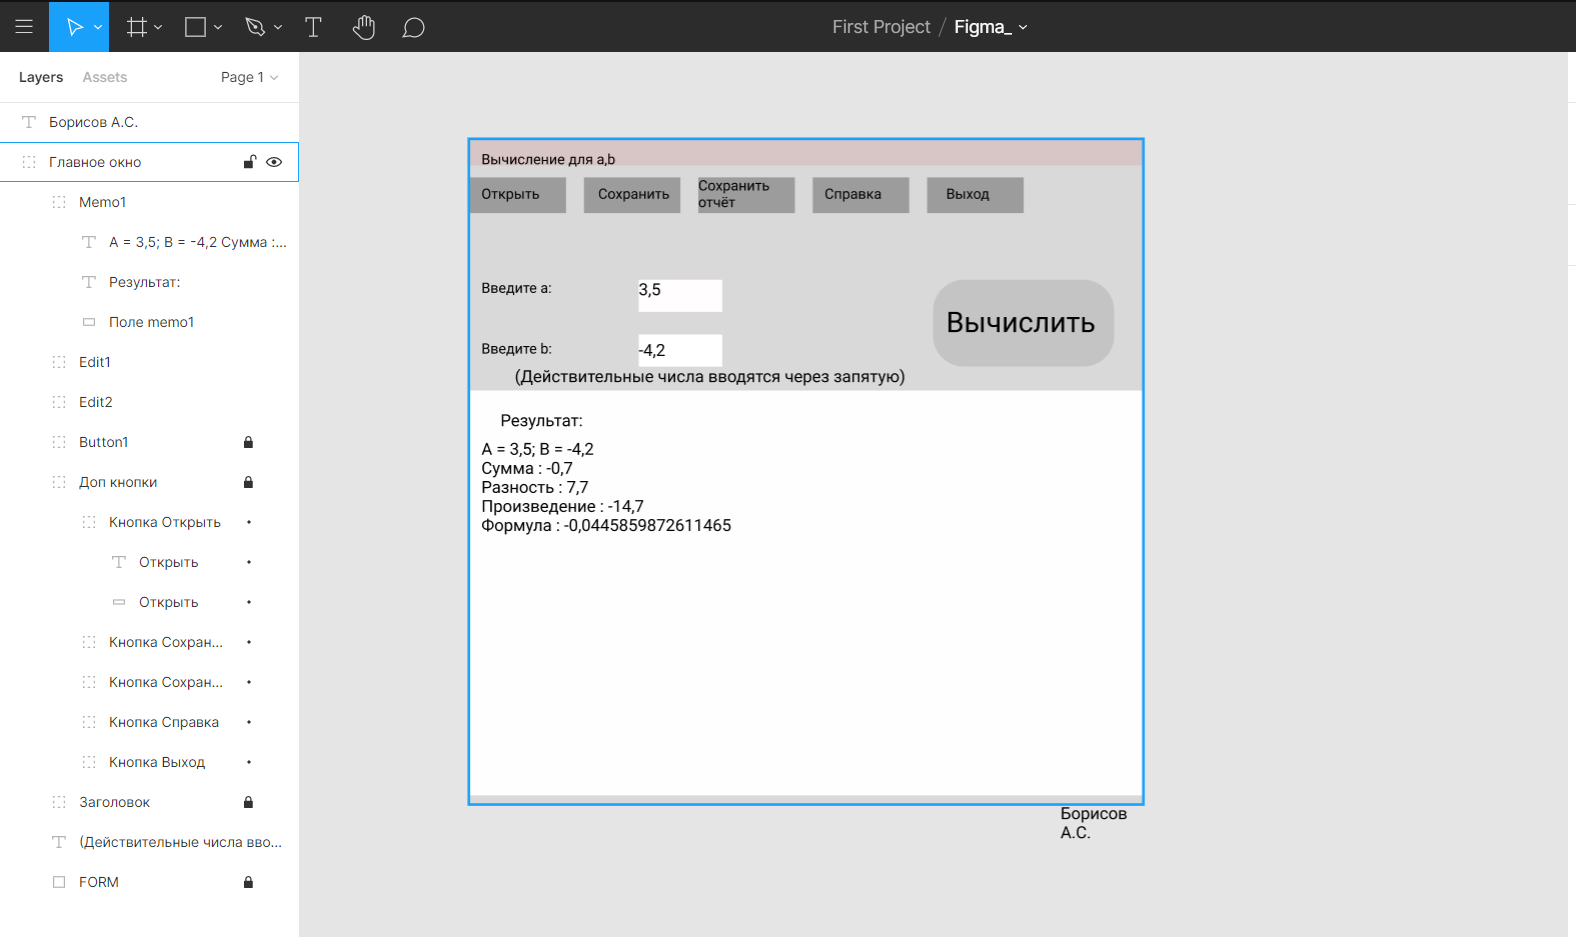 First Project / Figma_
Layers
Assets
Page 1
Борисов А.С.
Главное окно
Memo1
A = 3,5; B = -4,2 Сумма :...
Результат:
Поле memo1
Edit1
Edit2
Button1
Доп кнопки
Кнопка Открыть
Открыть
Открыть
Кнопка Сохран...
Кнопка Сохран...
Кнопка Справка
Кнопка Выход
Заголовок
(Действительные числа вво...
FORM
Вычисление для a,b
Открыть
Сохранить
Сохранить
отчёт
Справка
Выход
Введите a:
3,5
Введите b:
-4,2
Вычислить
(Действительные числа вводятся через запятую)
Результат:
A = 3,5; B = -4,2
Сумма : -0,7
Разность : 7,7
Произведение : -14,7
Формула : -0,0445859872611465
Борисов
А.С.